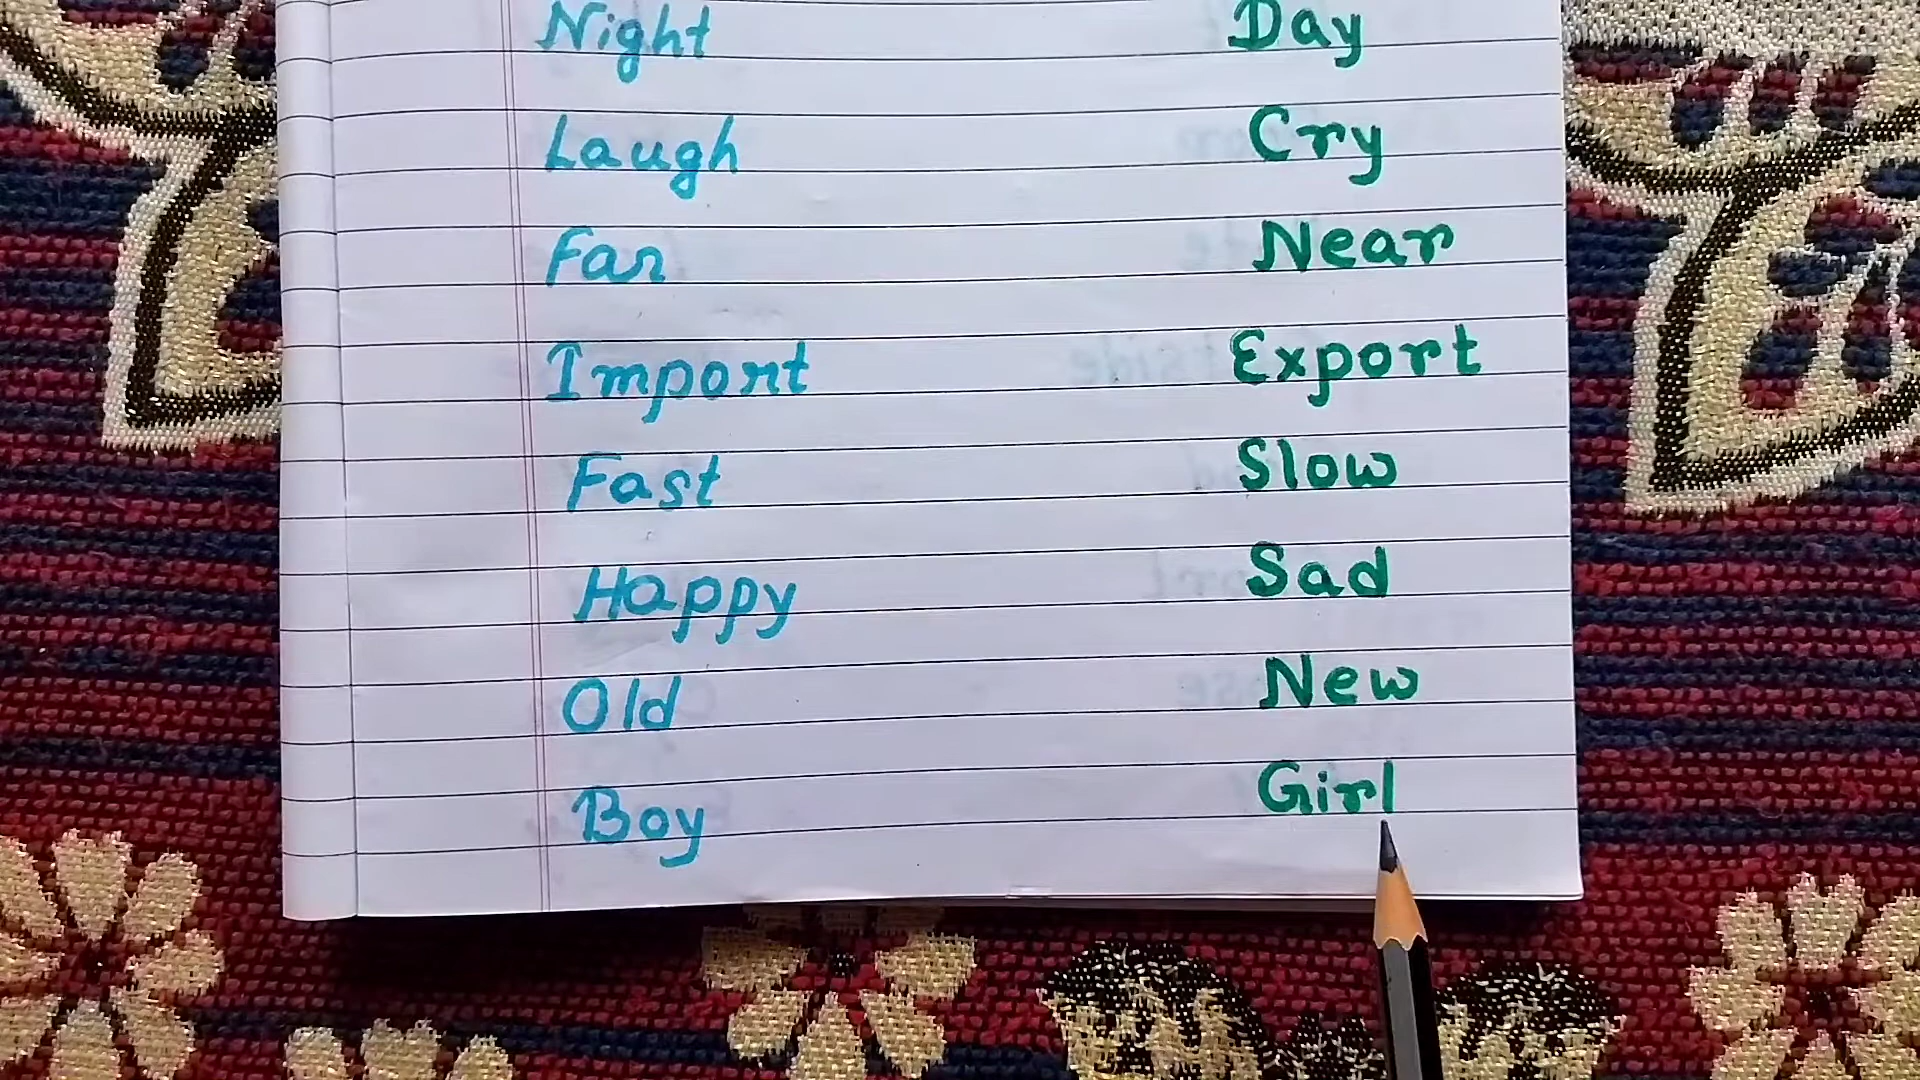 Night Day
Laugh Cry
Far Near
Import Export
Fast Slow
Happy Sad
Old New
Boy Girl